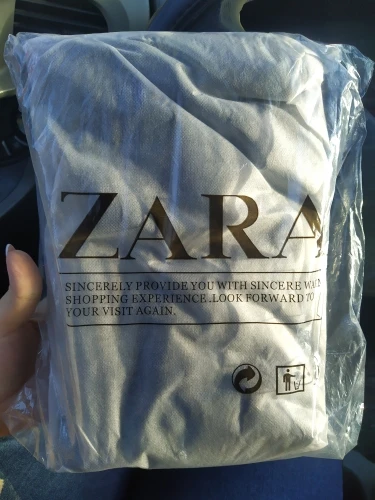 ZARA
SINCERELY PROVIDE YOU WITH SINCERE
SHOPPING EXPERIENCE .LOOK FORWARD TO
YOUR VISIT AGAIN.